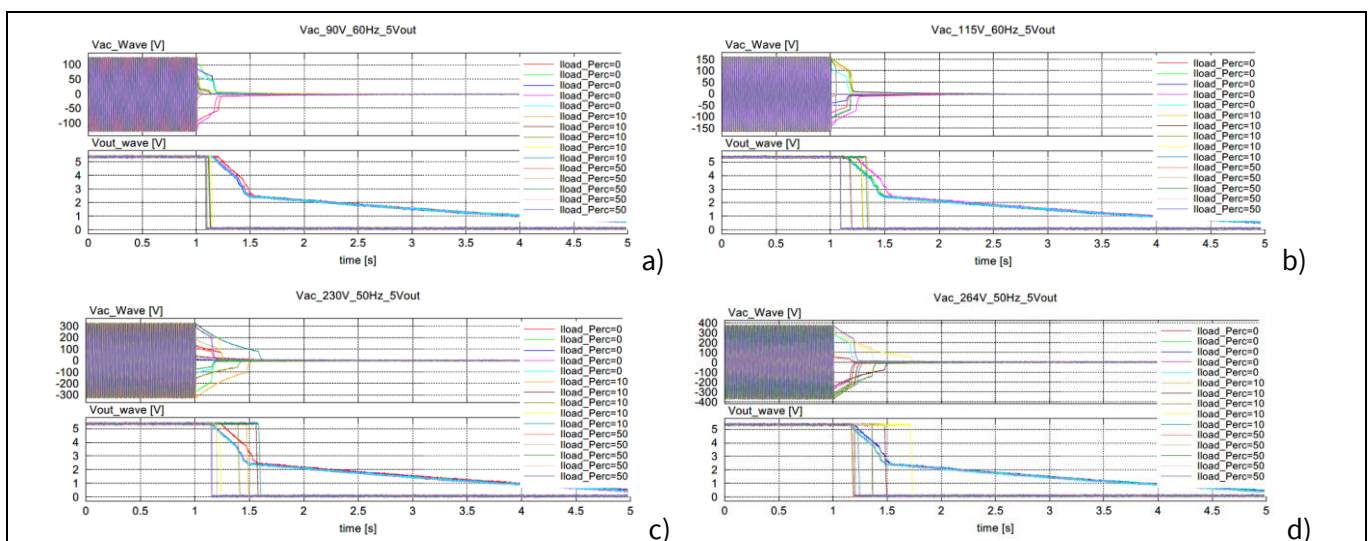 Vac_90V_60Hz_5Vout
Vac_Wave [V]
100
50
0
-50
-100
Iload_Perc=0
Iload_Perc=0
Iload_Perc=0
Iload_Perc=0
Iload_Perc=0
Iload_Perc=10
Iload_Perc=10
Iload_Perc=10
Iload_Perc=10
Iload_Perc=10
Iload_Perc=50
Iload_Perc=50
Iload_Perc=50
Iload_Perc=50
Iload_Perc=50
Vout_wave [V]
5
4
3
2
1
0
0 0.5 1 1.5 2 2.5 3 3.5 4 4.5 5
time [s]
a)
Vac_115V_60Hz_5Vout
Vac_Wave [V]
150
100
50
0
-50
-100
-150
Iload_Perc=0
Iload_Perc=0
Iload_Perc=0
Iload_Perc=0
Iload_Perc=0
Iload_Perc=10
Iload_Perc=10
Iload_Perc=10
Iload_Perc=10
Iload_Perc=10
Iload_Perc=50
Iload_Perc=50
Iload_Perc=50
Iload_Perc=50
Iload_Perc=50
Vout_wave [V]
5
4
3
2
1
0
0 0.5 1 1.5 2 2.5 3 3.5 4 4.5 5
time [s]
b)
Vac_230V_50Hz_5Vout
Vac_Wave [V]
300
200
100
0
-100
-200
-300
Iload_Perc=0
Iload_Perc=0
Iload_Perc=0
Iload_Perc=0
Iload_Perc=0
Iload_Perc=10
Iload_Perc=10
Iload_Perc=10
Iload_Perc=10
Iload_Perc=10
Iload_Perc=50
Iload_Perc=50
Iload_Perc=50
Iload_Perc=50
Iload_Perc=50
Vout_wave [V]
5
4
3
2
1
0
0 0.5 1 1.5 2 2.5 3 3.5 4 4.5 5
time [s]
c)
Vac_264V_50Hz_5Vout
Vac_Wave [V]
400
300
200
100
0
-100
-200
-300
-400
Iload_Perc=0
Iload_Perc=0
Iload_Perc=0
Iload_Perc=0
Iload_Perc=0
Iload_Perc=10
Iload_Perc=10
Iload_Perc=10
Iload_Perc=10
Iload_Perc=10
Iload_Perc=50
Iload_Perc=50
Iload_Perc=50
Iload_Perc=50
Iload_Perc=50
Vout_wave [V]
5
4
3
2
1
0
0 0.5 1 1.5 2 2.5 3 3.5 4 4.5 5
time [s]
d)